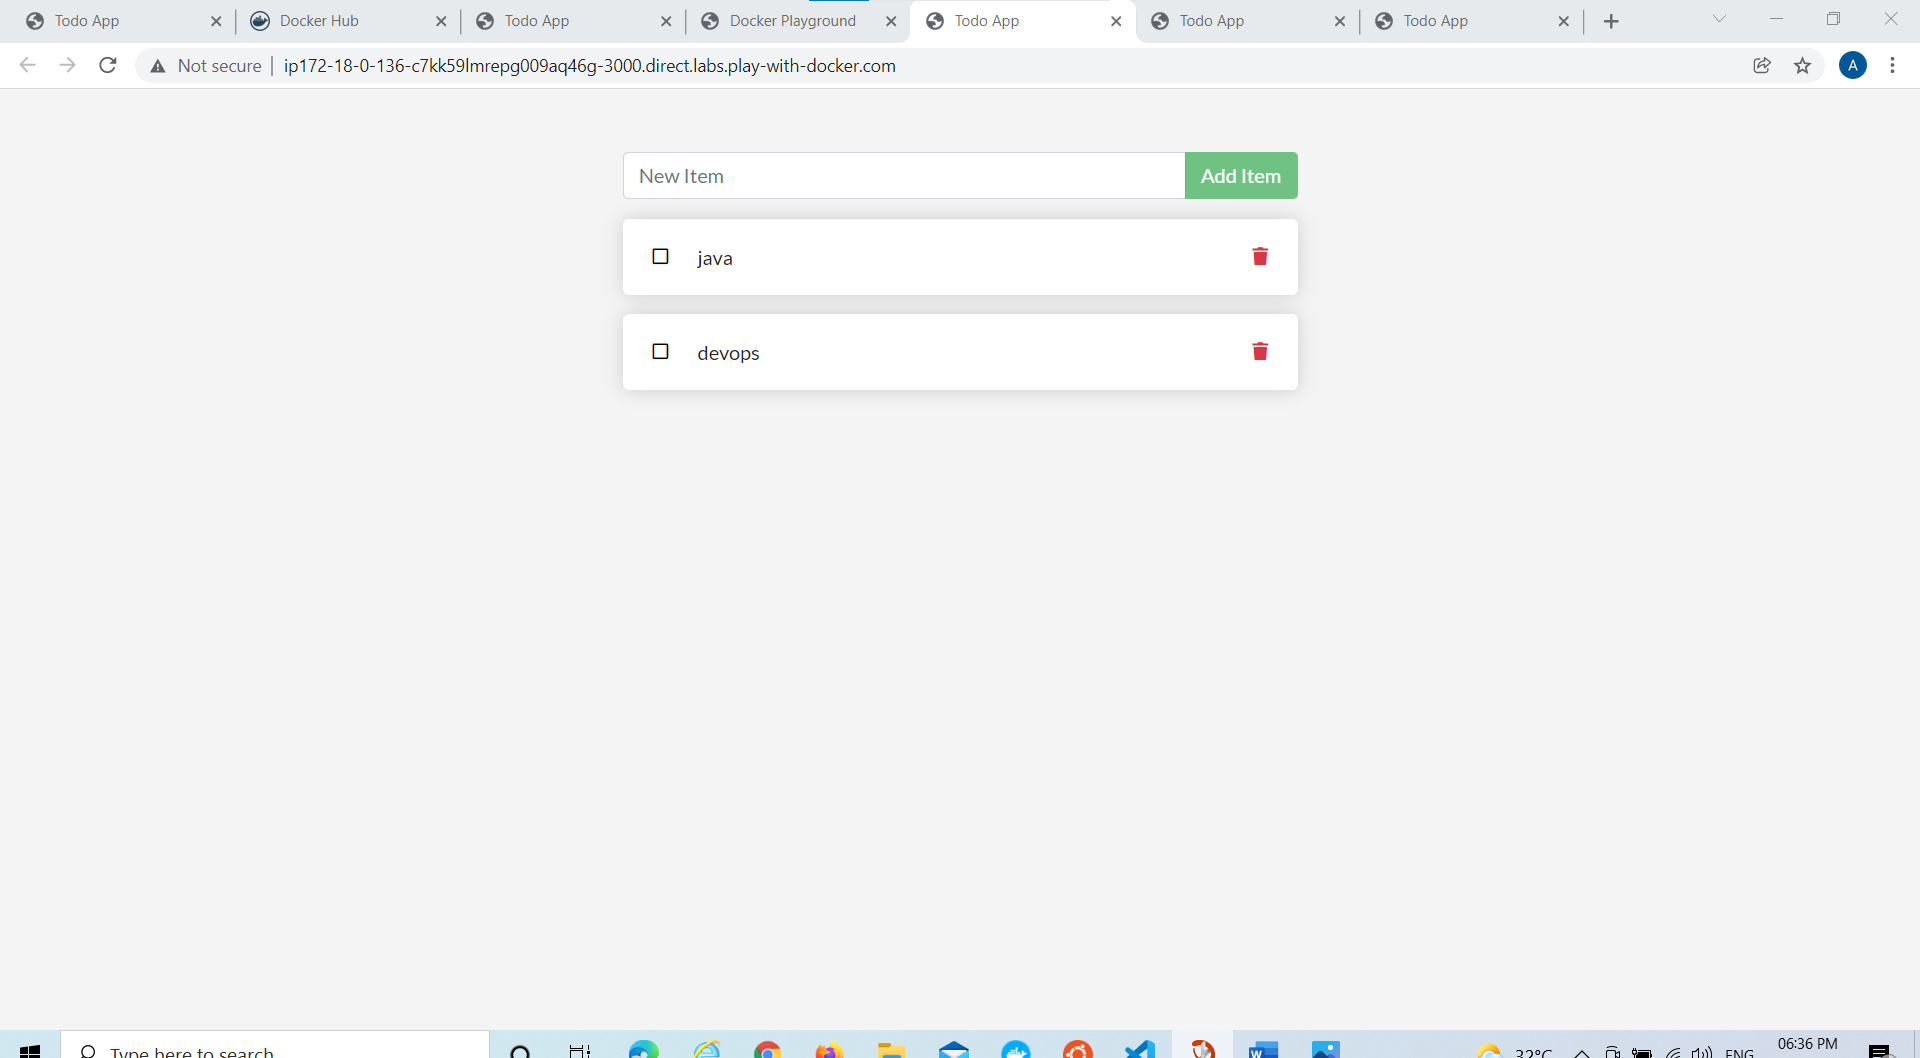 Todo App Docker Hub Todo App Docker Playground Todo App Todo App Todo App
Not secure ip172-18-0-136-c7kk59lmrepg009aq46g-3000.direct.labs.play-with-docker.com A
New Item Add Item
java
devops
Type here to search 32°C ENG 06:36 PM